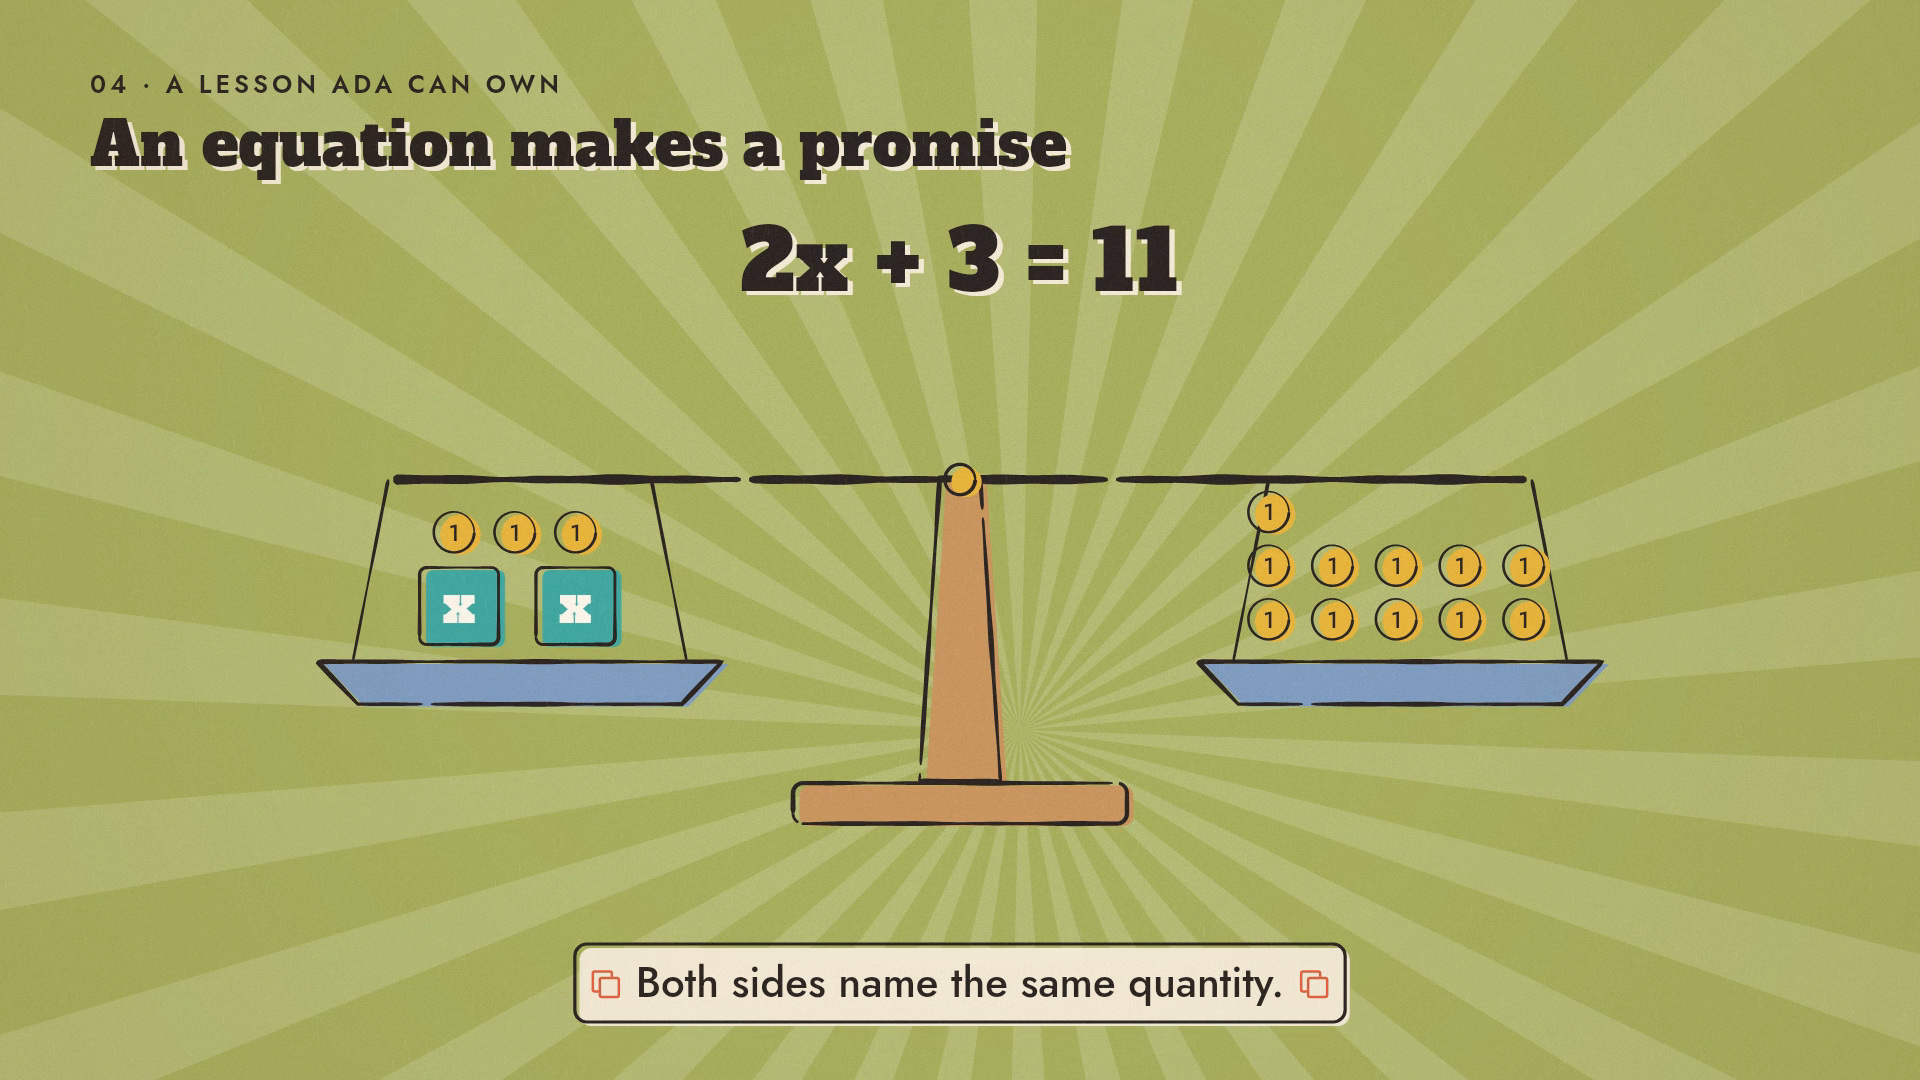 04 · A LESSON ADA CAN OWN
An equation makes a promise
2x + 3 = 11
1
1 1 1
1 1 1 1 1
x x
1 1 1 1 1
Both sides name the same quantity.